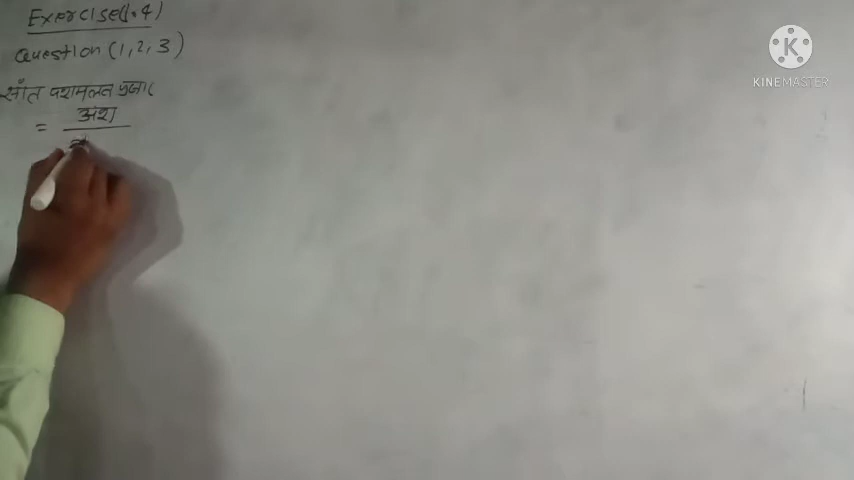 Exercise(1.4)
Question (1, 2, 3)
साँत दशमलव प्रसार
= अंश
KINEMASTER